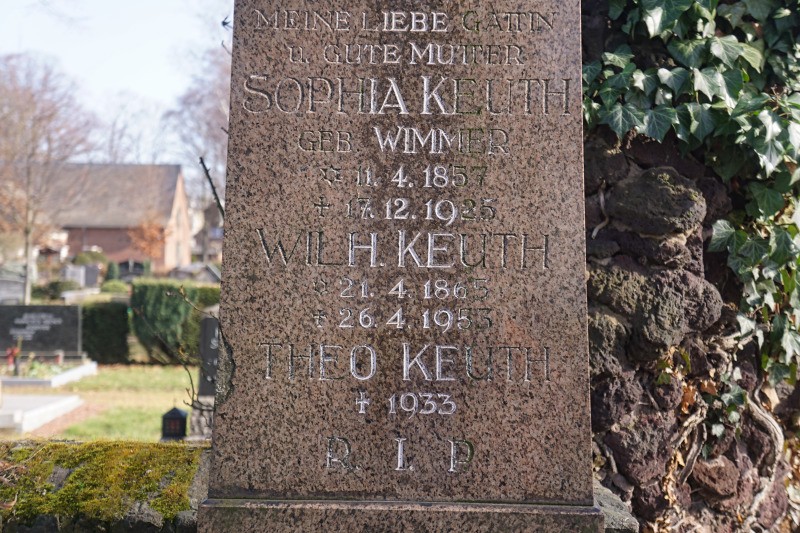 MEINE LIEBE GATTIN
U. GUTE MUTTER
SOPHIA KEUTH
GEB. WIMMER
✡ 11. 4. 1857
† 17. 12. 1925
WILH. KEUTH
✡ 21. 4. 1865
† 26. 4. 1953
THEO KEUTH
† 1933
R. I. P.